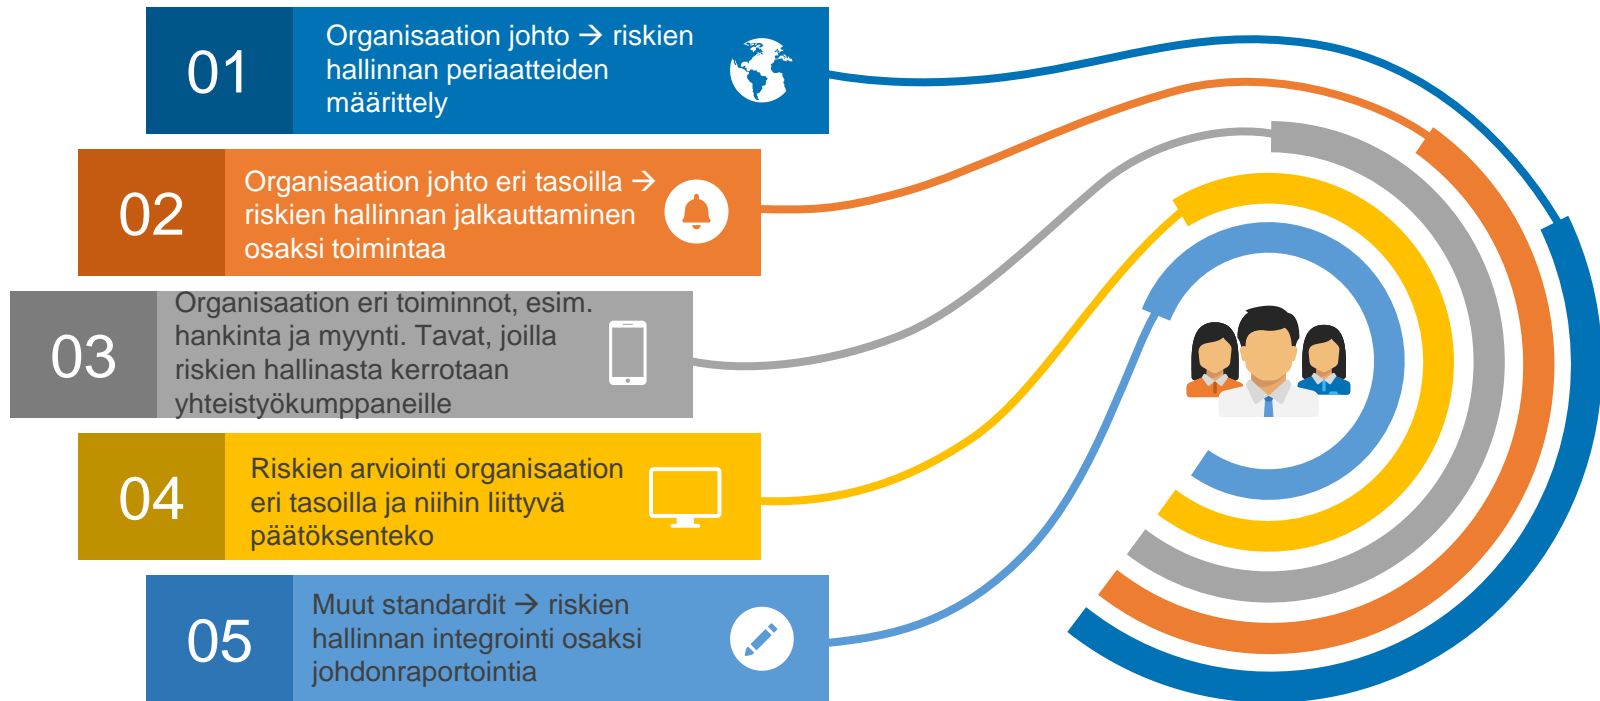 01
Organisaation johto → riskien
hallinnan periaatteiden
määrittely
02
Organisaation johto eri tasoilla →
riskien hallinnan jalkauttaminen
osaksi toimintaa
03
Organisaation eri toiminnot, esim.
hankinta ja myynti. Tavat, joilla
riskien hallinasta kerrotaan
yhteistyökumppaneille
04
Riskien arviointi organisaation
eri tasoilla ja niihin liittyvä
päätöksenteko
05
Muut standardit → riskien
hallinnan integrointi osaksi
johdonraportointia